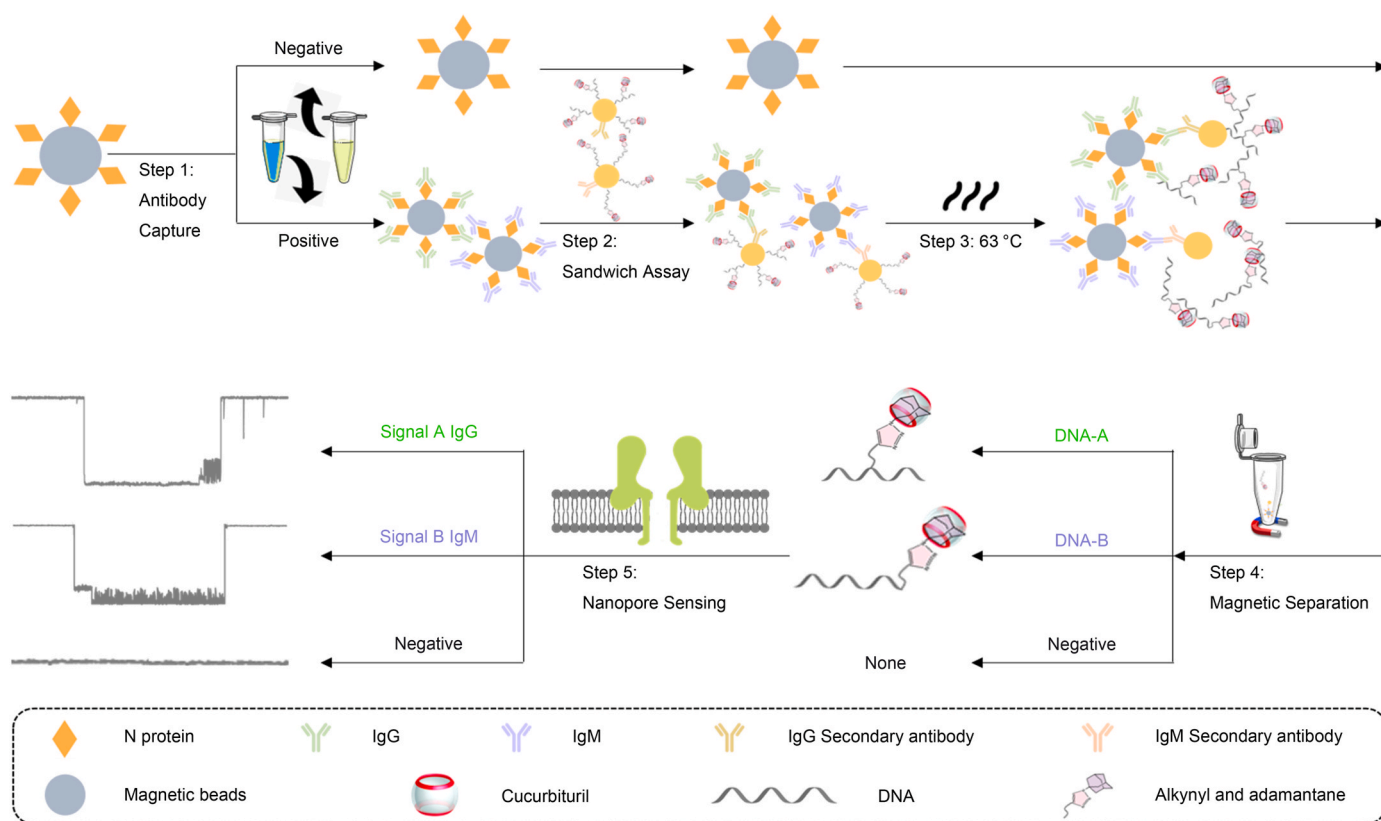 Negative
Step 1:
Antibody
Capture
Positive
Step 2:
Sandwich Assay
Step 3: 63 °C
Signal A IgG
DNA-A
Signal B IgM
DNA-B
Step 5:
Nanopore Sensing
Step 4:
Magnetic Separation
Negative
None
Negative
N protein
IgG
IgM
IgG Secondary antibody
IgM Secondary antibody
Magnetic beads
Cucurbituril
DNA
Alkynyl and adamantane